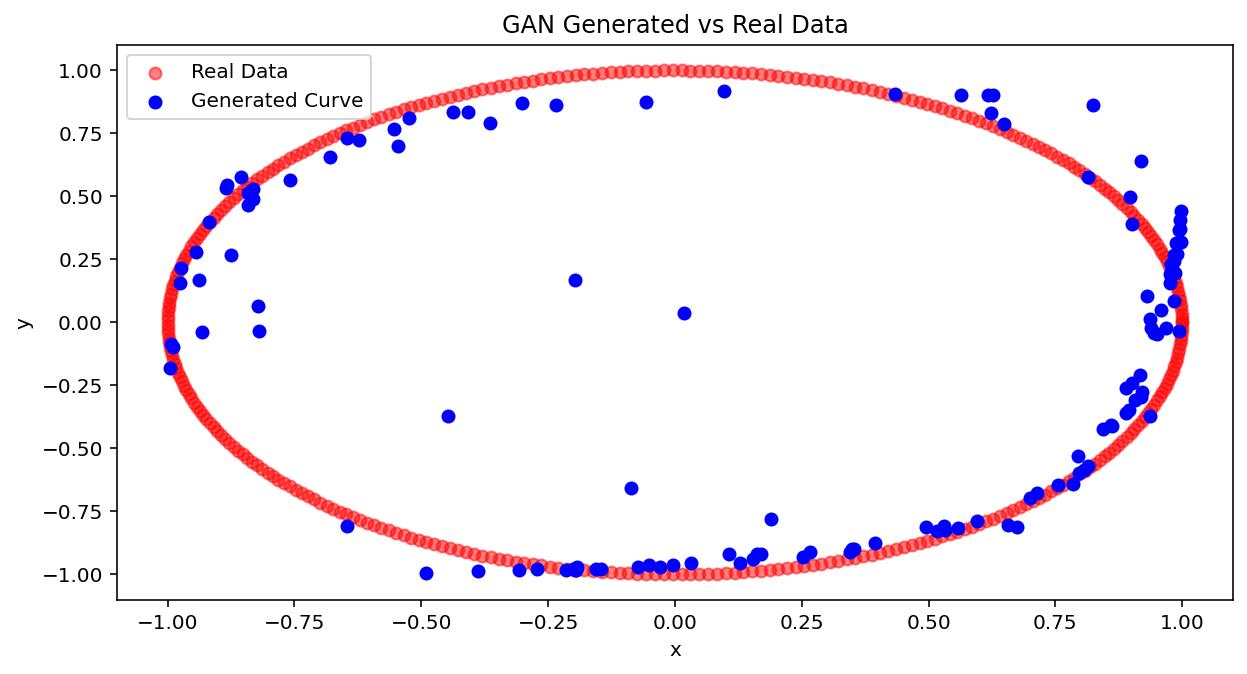 GAN Generated vs Real Data
Real Data
Generated Curve
1.00
0.75
0.50
0.25
0.00
−0.25
−0.50
−0.75
−1.00
y
−1.00 −0.75 −0.50 −0.25 0.00 0.25 0.50 0.75 1.00
x